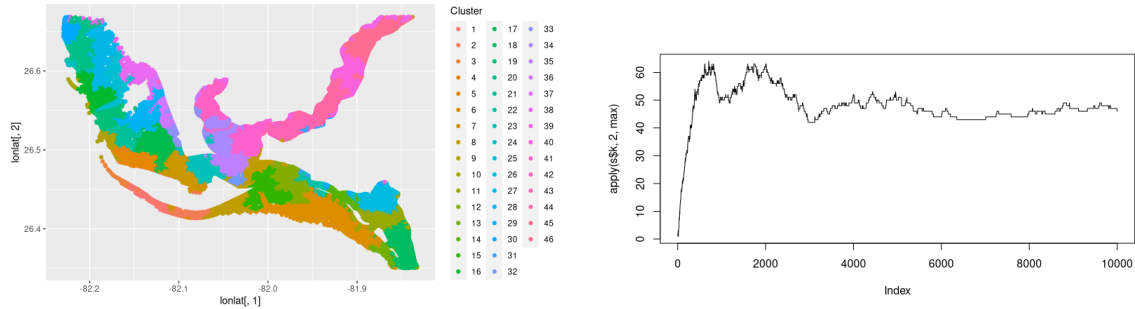 Cluster
1 17 33
2 18 34
3 19 35
4 20 36
5 21 37
6 22 38
7 23 39
8 24 40
9 25 41
10 26 42
11 27 43
12 28 44
13 29 45
14 30 46
15 31
16 32
26.6
26.5
26.4
lonlat[, 2]
-82.2 -82.1 -82.0 -81.9
lonlat[, 1]
apply(s$k, 2, max)
60
50
40
30
20
10
0
0 2000 4000 6000 8000 10000
Index